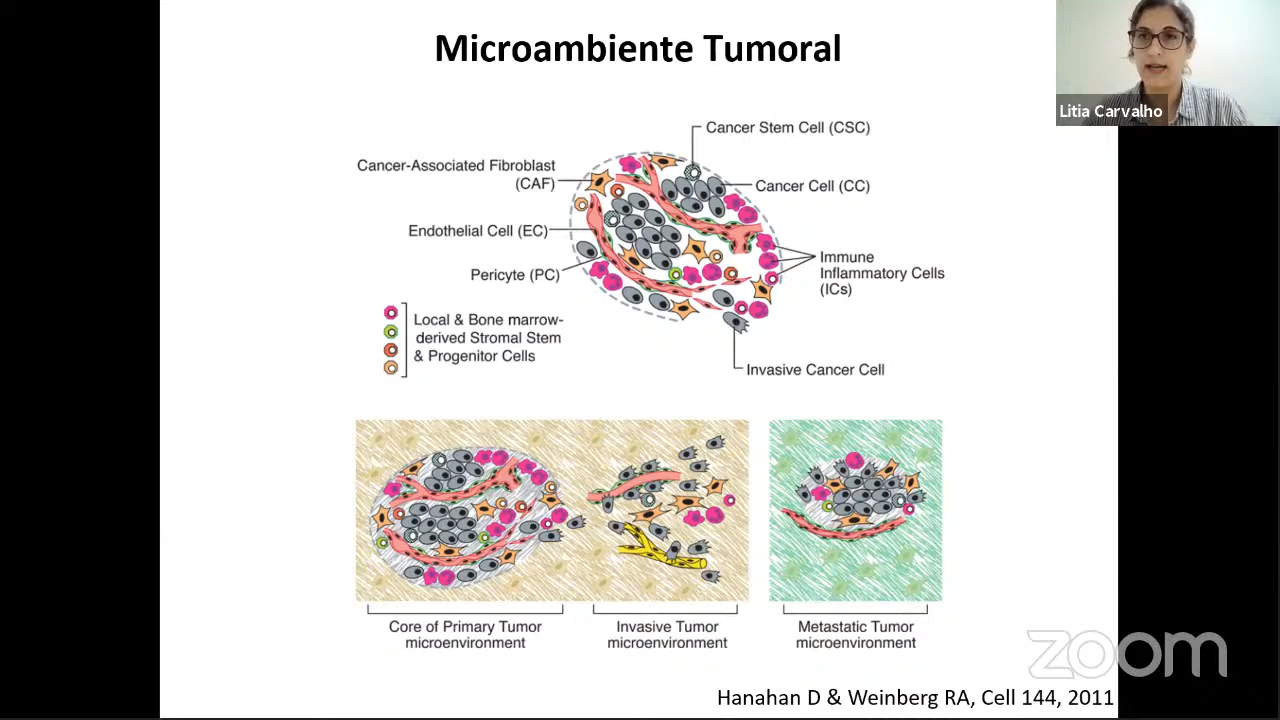 Microambiente Tumoral
Litia Carvalho
Cancer Stem Cell (CSC)
Cancer-Associated Fibroblast
(CAF)
Cancer Cell (CC)
Endothelial Cell (EC)
Pericyte (PC)
Immune
Inflammatory Cells
(ICs)
Local & Bone marrow-
derived Stromal Stem
& Progenitor Cells
Invasive Cancer Cell
Core of Primary Tumor
microenvironment
Invasive Tumor
microenvironment
Metastatic Tumor
microenvironment
zoom
Hanahan D & Weinberg RA, Cell 144, 2011